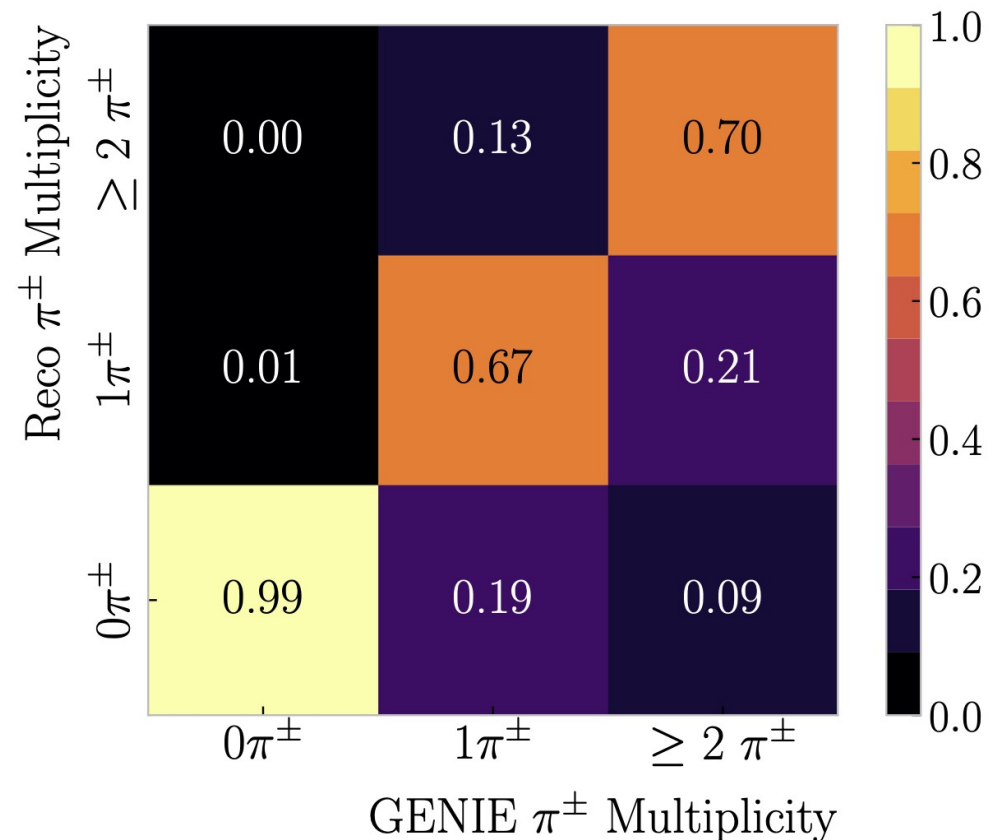 Reco π± Multiplicity
≥ 2 π±
1π±
0π±
0.00 0.13 0.70
0.01 0.67 0.21
0.99 0.19 0.09
0π± 1π± ≥ 2 π±
GENIE π± Multiplicity
1.0
0.8
0.6
0.4
0.2
0.0